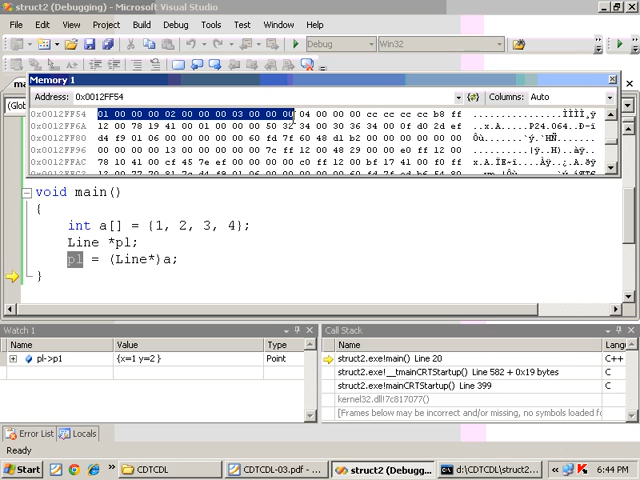 struct2 (Debugging) - Microsoft Visual Studio
File Edit View Project Build Debug Tools Test Window Help
Debug Win32
Memory 1
Address: 0x0012FF54 Columns: Auto
0x0012FF54 01 00 00 00 02 00 00 00 03 00 00 00 04 00 00 00 cc cc cc cc b8 ff
0x0012FF6A 12 00 78 19 41 00 01 00 00 00 50 32 34 00 30 36 34 00 0f d0 2d ef
0x0012FF80 d4 f9 01 06 00 00 00 00 00 60 fd 7f 60 48 d1 b2 00 00 00 00 00 00
0x0012FF96 00 00 00 00 13 00 00 00 00 00 7c ff 12 00 48 29 00 00 e0 ff 12 00
0x0012FFAC 78 10 41 00 cf 45 7e ef 00 00 00 00 c0 ff 12 00 bf 17 41 00 f0 ff
void main()
{
int a[] = {1, 2, 3, 4};
Line *pl;
pl = (Line*)a;
}
Watch 1
Name Value Type
pl->p1 {x=1 y=2 } Point
Call Stack
Name Lang
struct2.exe!main() Line 20 C++
struct2.exe!__tmainCRTStartup() Line 582 + 0x19 bytes C
struct2.exe!mainCRTStartup() Line 399 C
kernel32.dll!7c817077()
[Frames below may be incorrect and/or missing, no symbols loaded fo
Error List Locals
Ready
Start CDTCDL CDTCDL-03.pdf - ... struct2 (Debugg... d:\CDTCDL\struct... 6:44 PM